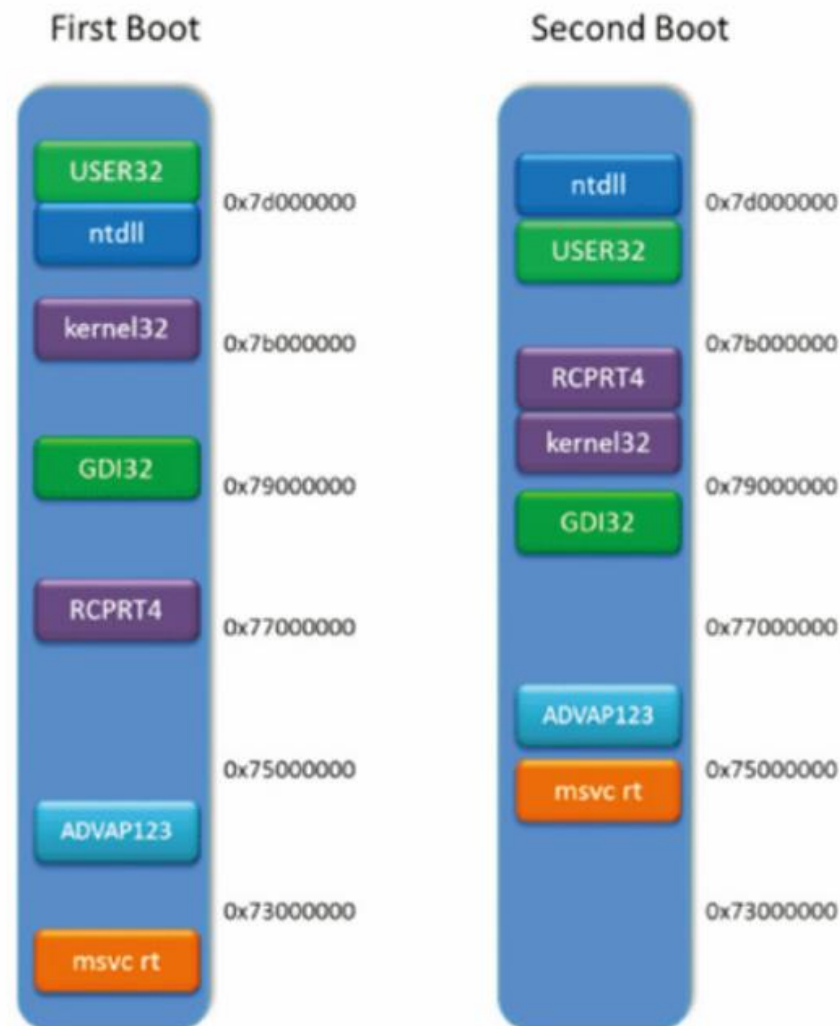 First Boot
USER32
0x7d000000
ntdll
kernel32
0x7b000000
GDI32
0x79000000
RCPRT4
0x77000000
0x75000000
ADVAP123
0x73000000
msvc rt
Second Boot
ntdll
0x7d000000
USER32
0x7b000000
RCPRT4
kernel32
0x79000000
GDI32
0x77000000
ADVAP123
0x75000000
msvc rt
0x73000000